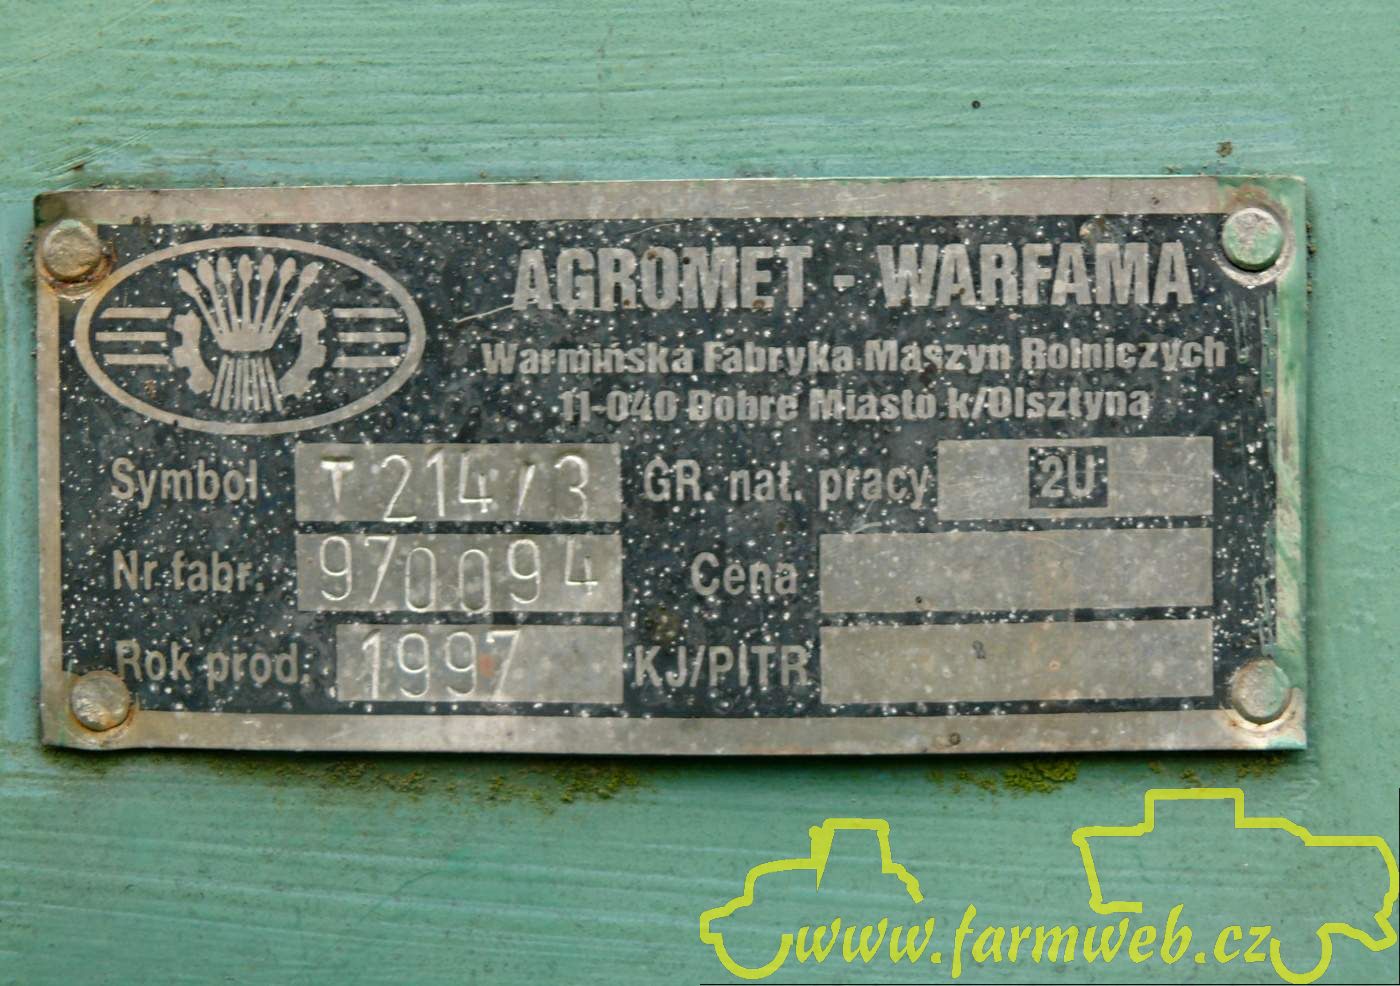 AGROMET - WARFAMA
Warmińska Fabryka Maszyn Rolniczych
11-040 Dobre Miasto k/Olsztyna
Symbol T 214/3 GR. nat. pracy 2U
Nr fabr. 970094 Cena
Rok prod. 1997 KJ/PITR
www.farmweb.cz